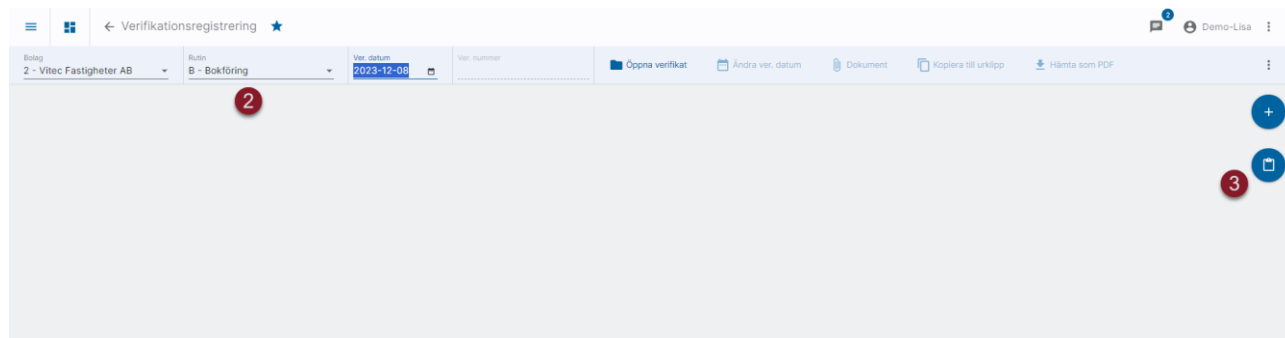 Verifikationsregistrering
2
Demo-Lisa
Bolag
2 - Vitec Fastigheter AB
Rutin
B - Bokföring
Ver. datum
2023-12-08
Ver. nummer
Öppna verifikat
Ändra ver. datum
Dokument
Kopiera till urklipp
Hämta som PDF
2
3